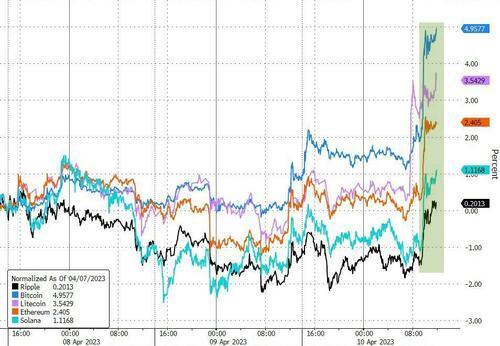 4.9577
4.00
3.5429
3.00
2.405
2.00
1.1168
0.2013
0.00
-1.00
-2.00
-3.00
Percent
Normalized As Of 04/07/2023
Ripple 0.2013
Bitcoin 4.9577
Litecoin 3.5429
Ethereum 2.405
Solana 1.1168
16:00 00:00 08:00 16:00 00:00 08:00 16:00 00:00 08:00
08 Apr 2023 09 Apr 2023 10 Apr 2023